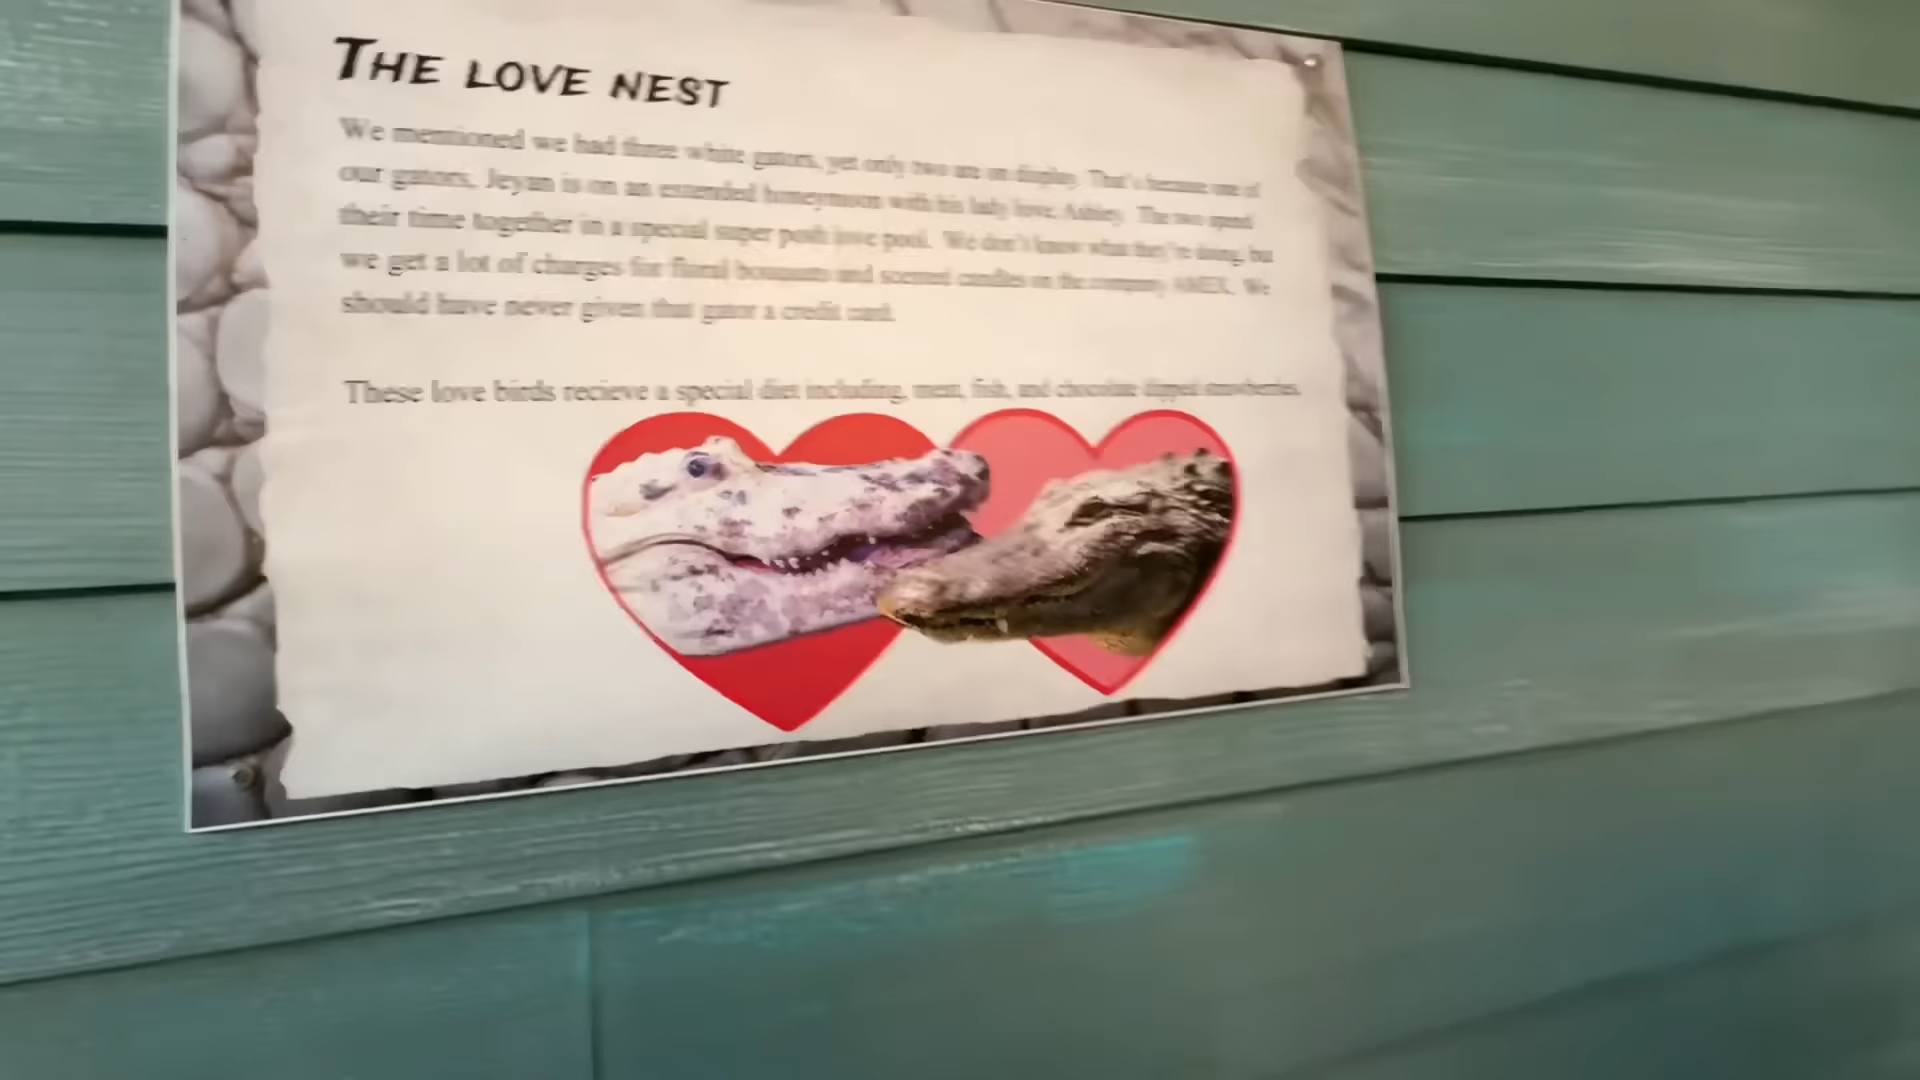 THE LOVE NEST
We mentioned we had three white gators, yet only two are on display. That's because one of
our gators, Jeyan is on an extended honeymoon with his lady love, Ashley. The two spend
their time together in a special super posh love pool. We don't know what they're doing, but
we get a lot of charges for floral bouquets and scented candles on the company AMEX. We
should have never given that gator a credit card.
These love birds recieve a special diet including, meat, fish, and chocolate dipped strawberries.